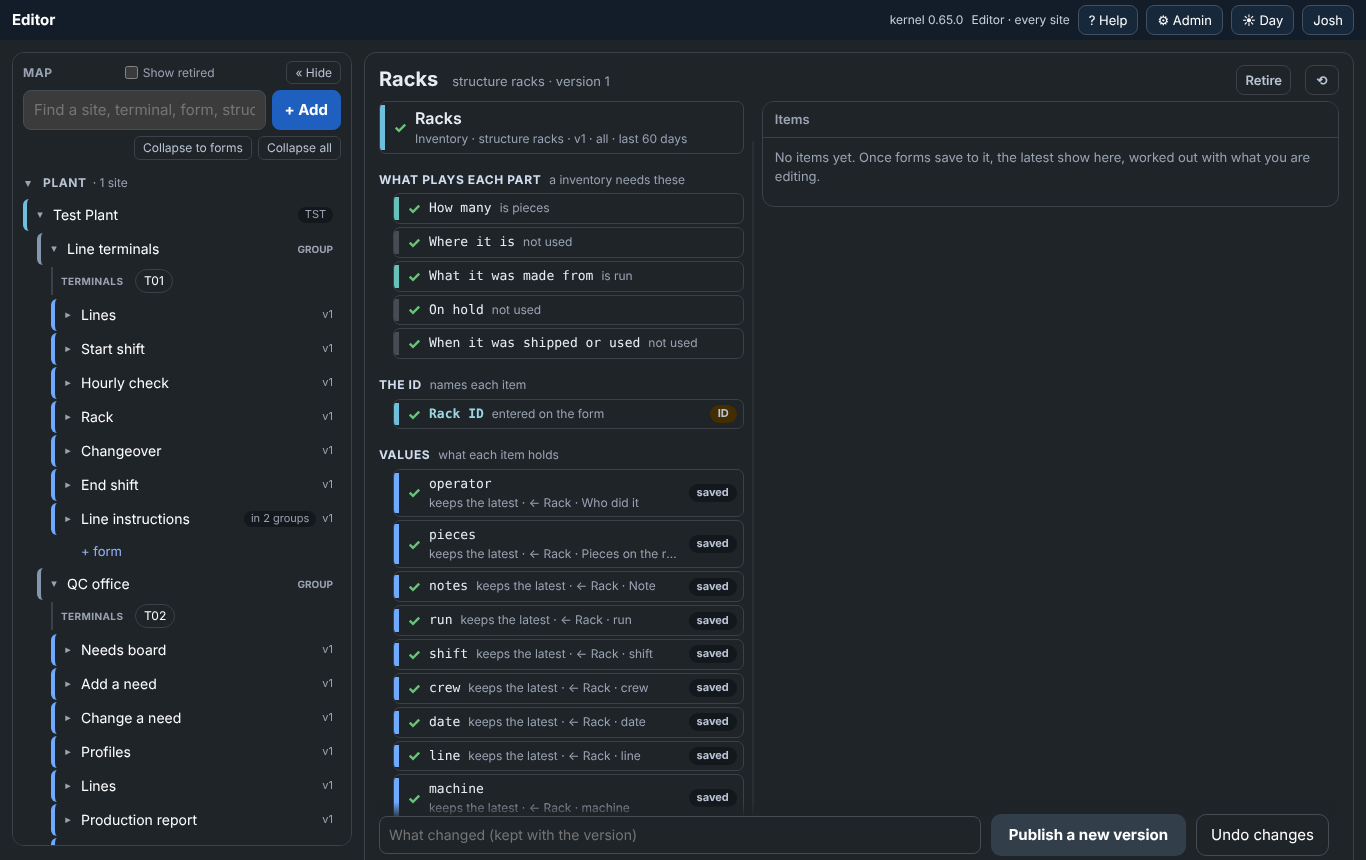 Editor
kernel 0.65.0 Editor · every site ? Help ⚙ Admin ☀ Day Josh
MAP Show retired « Hide
Find a site, terminal, form, struc + Add
Collapse to forms Collapse all
▾ PLANT · 1 site
▾ Test Plant TST
▾ Line terminals GROUP
TERMINALS T01
▸ Lines v1
▸ Start shift v1
▸ Hourly check v1
▸ Rack v1
▸ Changeover v1
▸ End shift v1
▸ Line instructions in 2 groups v1
+ form
▾ QC office GROUP
TERMINALS T02
▸ Needs board v1
▸ Add a need v1
▸ Change a need v1
▸ Profiles v1
▸ Lines v1
▸ Production report v1
Racks structure racks · version 1 Retire ⟲
✓ Racks
Inventory · structure racks · v1 · all · last 60 days
WHAT PLAYS EACH PART a inventory needs these
✓ How many is pieces
✓ Where it is not used
✓ What it was made from is run
✓ On hold not used
✓ When it was shipped or used not used
THE ID names each item
✓ Rack ID entered on the form ID
VALUES what each item holds
✓ operator saved
keeps the latest · ← Rack · Who did it
✓ pieces saved
keeps the latest · ← Rack · Pieces on the r…
✓ notes keeps the latest · ← Rack · Note saved
✓ run keeps the latest · ← Rack · run saved
✓ shift keeps the latest · ← Rack · shift saved
✓ crew keeps the latest · ← Rack · crew saved
✓ date keeps the latest · ← Rack · date saved
✓ line keeps the latest · ← Rack · line saved
✓ machine saved
keeps the latest · ← Rack · machine
Items
No items yet. Once forms save to it, the latest show here, worked out with what you are
editing.
What changed (kept with the version) Publish a new version Undo changes